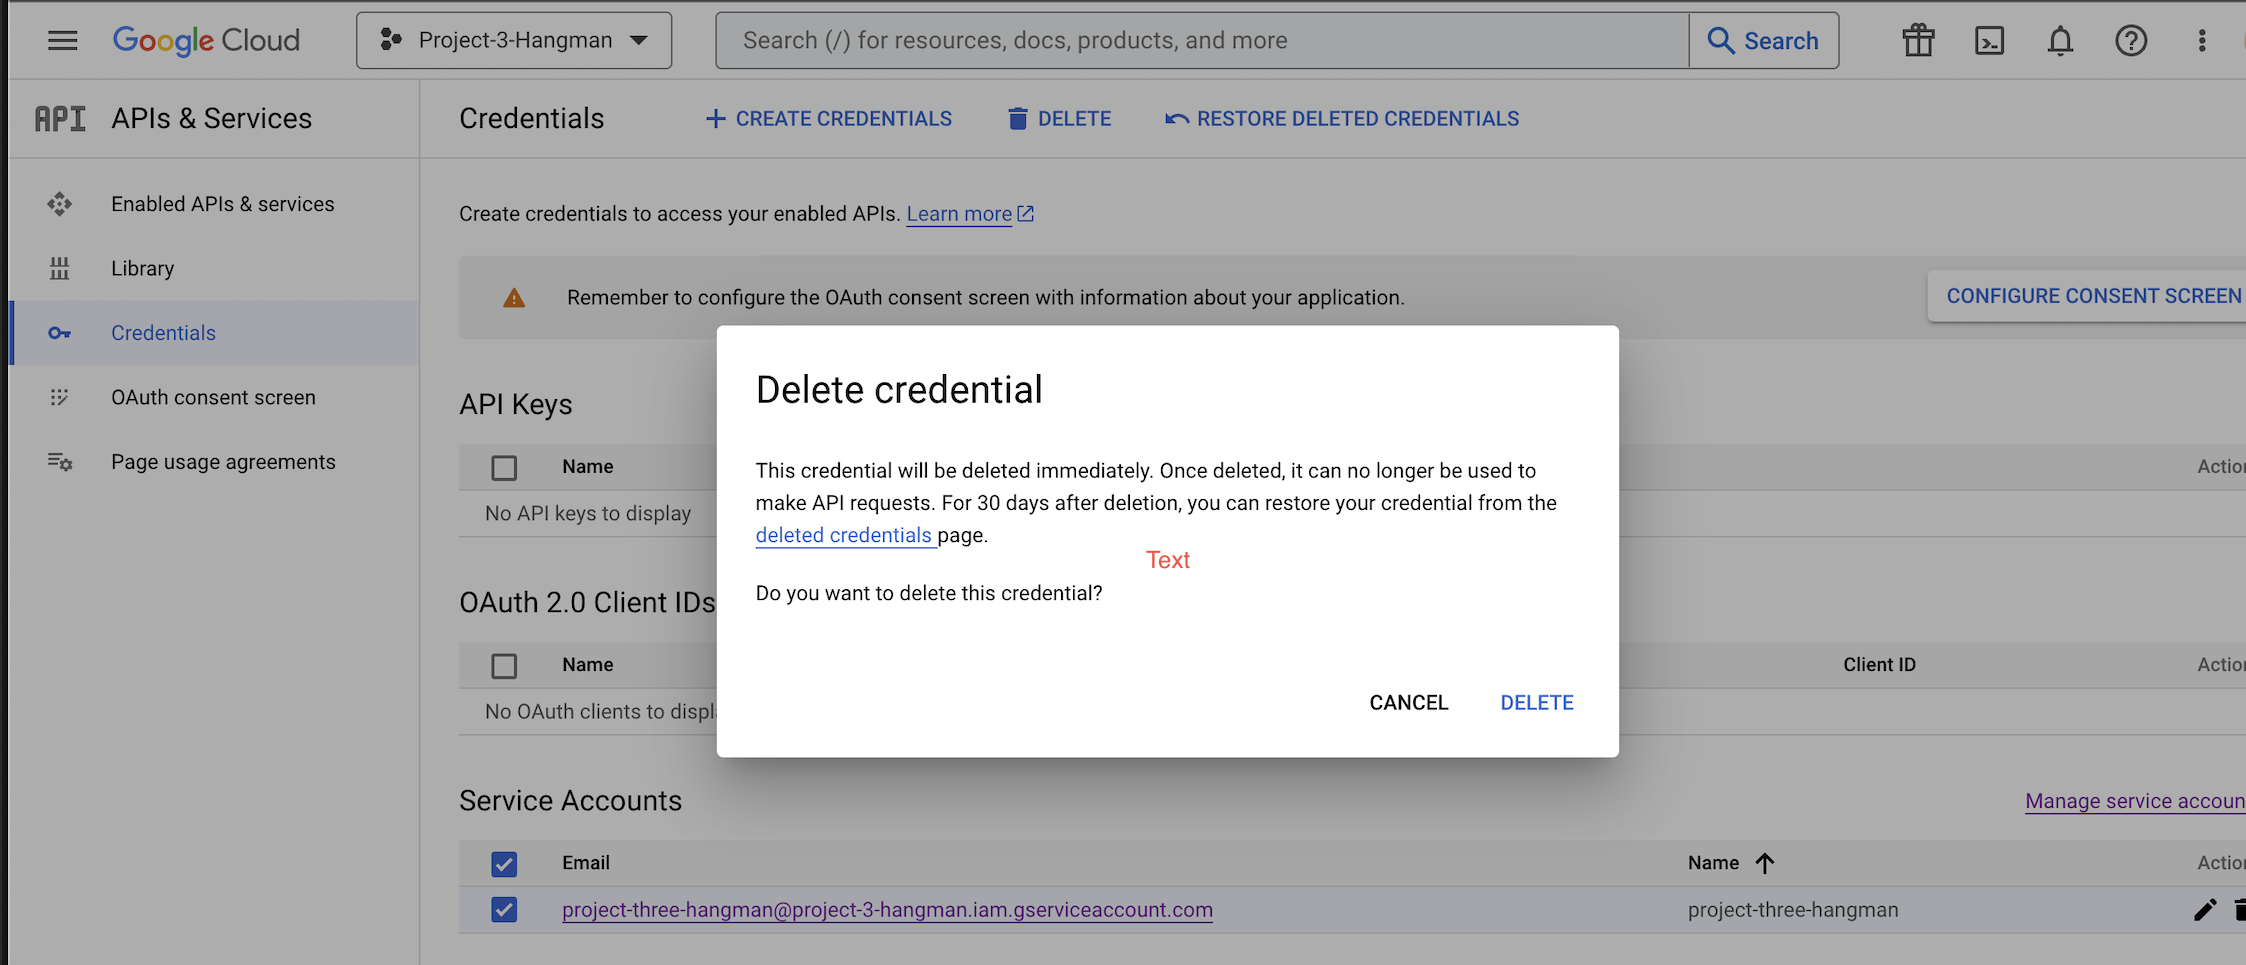 Google Cloud
Project-3-Hangman
Search (/) for resources, docs, products, and more
Search
API
APIs & Services
Credentials
CREATE CREDENTIALS
DELETE
RESTORE DELETED CREDENTIALS
Enabled APIs & services
Library
Credentials
OAuth consent screen
Page usage agreements
Create credentials to access your enabled APIs. Learn more
Remember to configure the OAuth consent screen with information about your application.
CONFIGURE CONSENT SCREEN
Delete credential
This credential will be deleted immediately. Once deleted, it can no longer be used to
make API requests. For 30 days after deletion, you can restore your credential from the
deleted credentials page.
Text
Do you want to delete this credential?
CANCEL
DELETE
API Keys
Name
Actio
No API keys to display
OAuth 2.0 Client IDs
Name
Client ID
Actio
No OAuth clients to displ
Service Accounts
Manage service accoun
Email
Name
Actio
project-three-hangman@project-3-hangman.iam.gserviceaccount.com
project-three-hangman